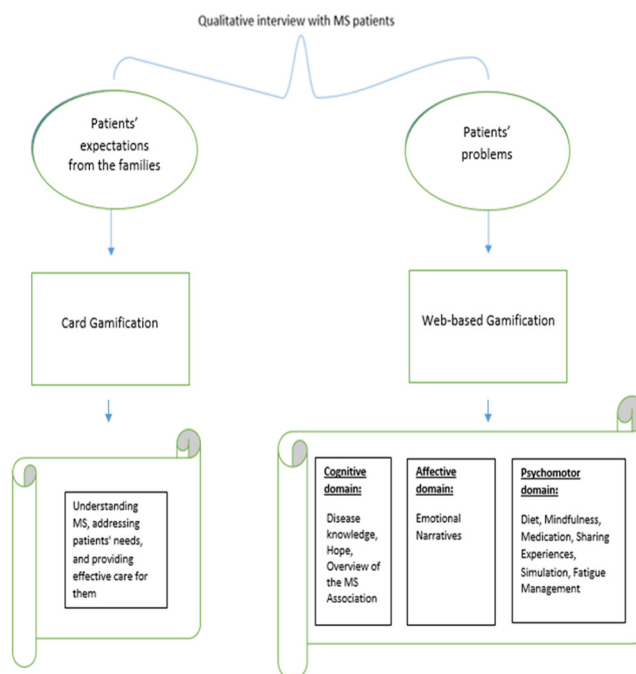 Qualitative interview with MS patients
Patients'
expectations
from the families
Patients'
problems
Card Gamification
Web-based Gamification
Understanding
MS, addressing
patients' needs,
and providing
effective care for
them
Cognitive
domain:
Disease
knowledge,
Hope,
Overview of
the MS
Association
Affective
domain:
Emotional
Narratives
Psychomotor
domain:
Diet, Mindfulness,
Medication, Sharing
Experiences,
Simulation, Fatigue
Management